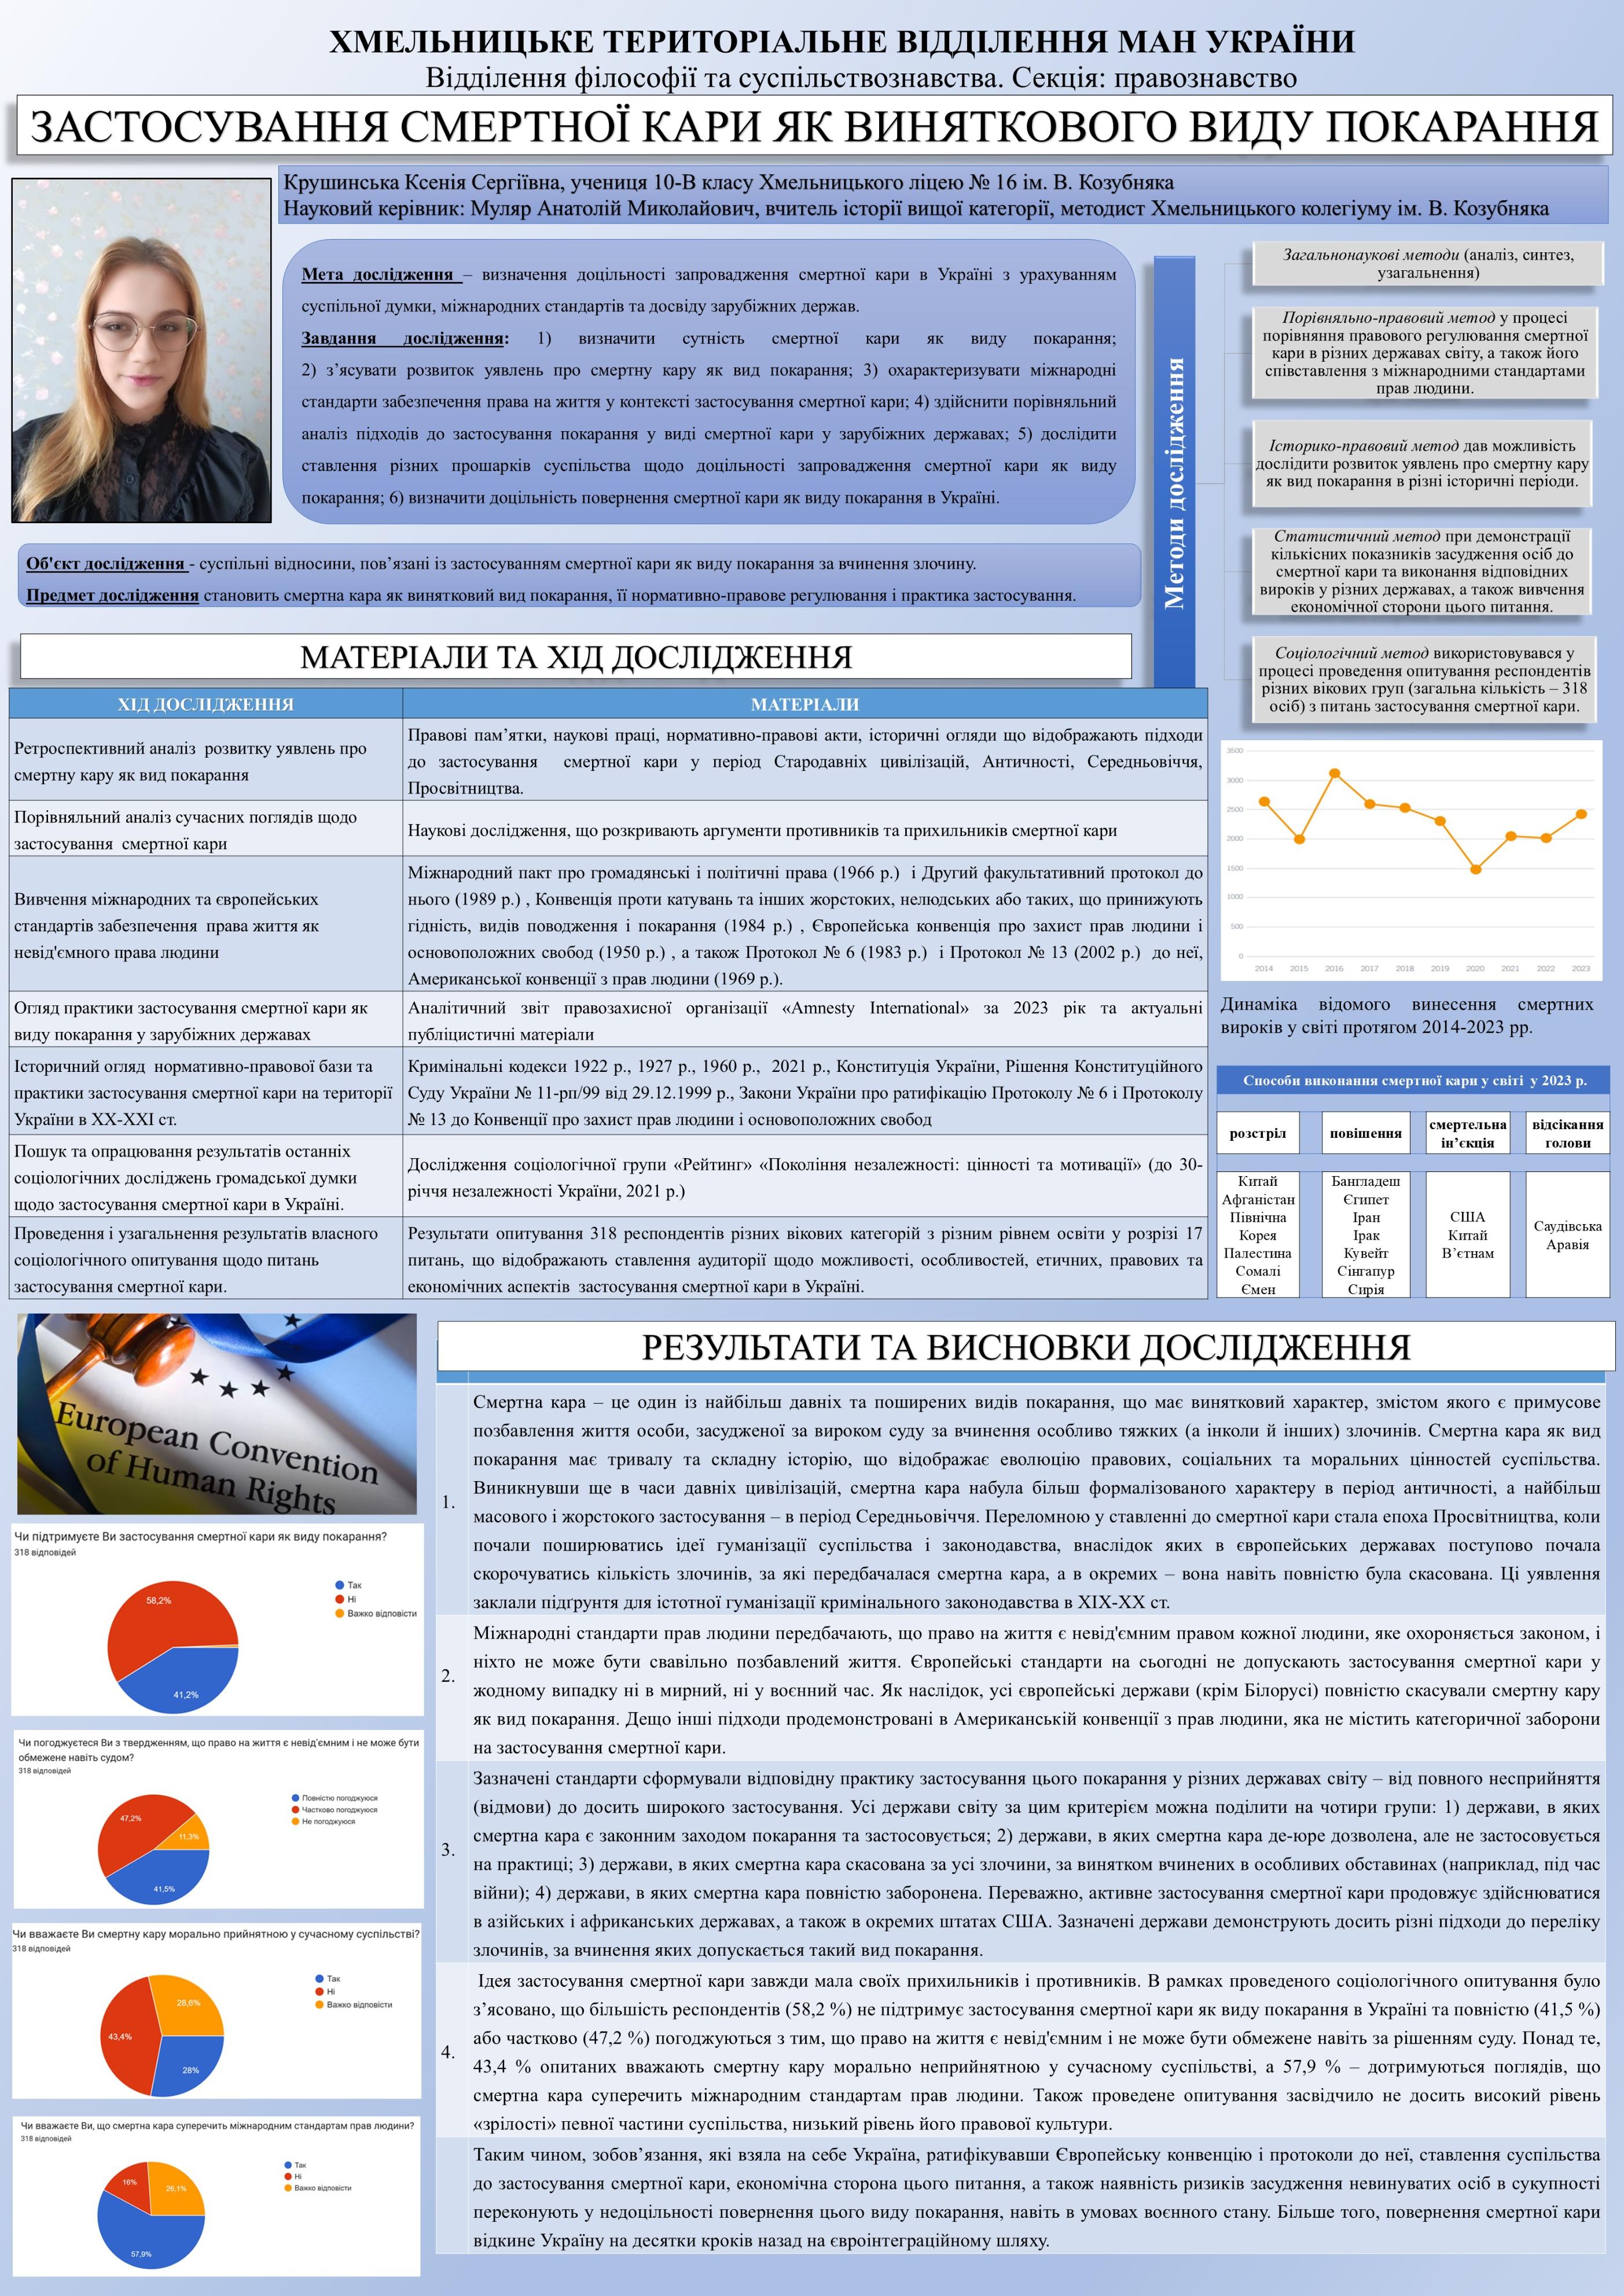 ХМЕЛЬНИЦЬКЕ ТЕРИТОРІАЛЬНЕ ВІДДІЛЕННЯ МАН УКРАЇНИ
Відділення філософії та суспільствознавства. Секція: правознавство
ЗАСТОСУВАННЯ СМЕРТНОЇ КАРИ ЯК ВИНЯТКОВОГО ВИДУ ПОКАРАННЯ
Крушинська Ксенія Сергіївна, учениця 10-В класу Хмельницького ліцею № 16 ім. В. Козубняка
Науковий керівник: Муляр Анатолій Миколайович, вчитель історії вищої категорії, методист Хмельницького колегіуму ім. В. Козубняка
Мета дослідження – визначення доцільності запровадження смертної кари в Україні з урахуванням
суспільної думки, міжнародних стандартів та досвіду зарубіжних держав.
Завдання дослідження: 1) визначити сутність смертної кари як виду покарання;
2) з’ясувати розвиток уявлень про смертну кару як вид покарання; 3) охарактеризувати міжнародні
стандарти забезпечення права на життя у контексті застосування смертної кари; 4) здійснити порівняльний
аналіз підходів до застосування покарання у виді смертної кари у зарубіжних державах; 5) дослідити
ставлення різних прошарків суспільства щодо доцільності запровадження смертної кари як виду
покарання; 6) визначити доцільність повернення смертної кари як виду покарання в Україні.
Об'єкт дослідження - суспільні відносини, пов’язані із застосуванням смертної кари як виду покарання за вчинення злочину.
Предмет дослідження становить смертна кара як винятковий вид покарання, її нормативно-правове регулювання і практика застосування.
Методи дослідження
Загальнонаукові методи (аналіз, синтез,
узагальнення)
Порівняльно-правовий метод у процесі
порівняння правового регулювання смертної
кари в різних державах світу, а також його
співставлення з міжнародними стандартами
прав людини.
Історико-правовий метод дав можливість
дослідити розвиток уявлень про смертну кару
як вид покарання в різні історичні періоди.
Статистичний метод при демонстрації
кількісних показників засудження осіб до
смертної кари та виконання відповідних
вироків у різних державах, а також вивчення
економічної сторони цього питання.
Соціологічний метод використовувався у
процесі проведення опитування респондентів
різних вікових груп (загальна кількість – 318
осіб) з питань застосування смертної кари.
МАТЕРІАЛИ ТА ХІД ДОСЛІДЖЕННЯ
ХІД ДОСЛІДЖЕННЯ
МАТЕРІАЛИ
Ретроспективний аналіз розвитку уявлень про
смертну кару як вид покарання
Правові пам’ятки, наукові праці, нормативно-правові акти, історичні огляди що відображають підходи
до застосування смертної кари у період Стародавніх цивілізацій, Античності, Середньовіччя,
Просвітництва.
Порівняльний аналіз сучасних поглядів щодо
застосування смертної кари
Наукові дослідження, що розкривають аргументи противників та прихильників смертної кари
Вивчення міжнародних та європейських
стандартів забезпечення права життя як
невід'ємного права людини
Міжнародний пакт про громадянські і політичні права (1966 р.) і Другий факультативний протокол до
нього (1989 р.) , Конвенція проти катувань та інших жорстоких, нелюдських або таких, що принижують
гідність, видів поводження і покарання (1984 р.) , Європейська конвенція про захист прав людини і
основоположних свобод (1950 р.) , а також Протокол № 6 (1983 р.) і Протокол № 13 (2002 р.) до неї,
Американської конвенції з прав людини (1969 р.).
Огляд практики застосування смертної кари як
виду покарання у зарубіжних державах
Аналітичний звіт правозахисної організації «Amnesty International» за 2023 рік та актуальні
публіцистичні матеріали
Історичний огляд нормативно-правової бази та
практики застосування смертної кари на території
України в ХХ-ХХІ ст.
Кримінальні кодекси 1922 р., 1927 р., 1960 р., 2021 р., Конституція України, Рішення Конституційного
Суду України № 11-рп/99 від 29.12.1999 р., Закони України про ратифікацію Протоколу № 6 і Протоколу
№ 13 до Конвенції про захист прав людини і основоположних свобод
Пошук та опрацювання результатів останніх
соціологічних досліджень громадської думки
щодо застосування смертної кари в Україні.
Дослідження соціологічної групи «Рейтинг» «Покоління незалежності: цінності та мотивації» (до 30-
річчя незалежності України, 2021 р.)
Проведення і узагальнення результатів власного
соціологічного опитування щодо питань
застосування смертної кари.
Результати опитування 318 респондентів різних вікових категорій з різним рівнем освіти у розрізі 17
питань, що відображають ставлення аудиторії щодо можливості, особливостей, етичних, правових та
економічних аспектів застосування смертної кари в Україні.
3500
3000
2500
2000
1500
1000
500
0
2014 2015 2016 2017 2018 2019 2020 2021 2022 2023
Динаміка відомого винесення смертних
вироків у світі протягом 2014-2023 рр.
Способи виконання смертної кари у світі у 2023 р.
розстріл
повішення
смертельна
ін’єкція
відсікання
голови
Китай
Афганістан
Північна
Корея
Палестина
Сомалі
Ємен
Бангладеш
Єгипет
Іран
Ірак
Кувейт
Сінгапур
Сирія
США
Китай
В’єтнам
Саудівська
Аравія
European Convention
of Human Rights
Чи підтримуєте Ви застосування смертної кари як виду покарання?
318 відповідей
Так
Ні
Важко відповісти
58,2%
41,2%
Чи погоджуєтеся Ви з твердженням, що право на життя є невід'ємним і не може бути
обмежене навіть судом?
318 відповідей
Повністю погоджуюся
Частково погоджуюся
Не погоджуюся
47,2%
11,3%
41,5%
Чи вважаєте Ви смертну кару морально прийнятною у сучасному суспільстві?
318 відповідей
Так
Ні
Важко відповісти
28,6%
43,4%
28%
Чи вважаєте Ви, що смертна кара суперечить міжнародним стандартам прав людини?
318 відповідей
Так
Ні
Важко відповісти
16%
26,1%
57,9%
РЕЗУЛЬТАТИ ТА ВИСНОВКИ ДОСЛІДЖЕННЯ
1.
Смертна кара – це один із найбільш давніх та поширених видів покарання, що має винятковий характер, змістом якого є примусове
позбавлення життя особи, засудженої за вироком суду за вчинення особливо тяжких (а інколи й інших) злочинів. Смертна кара як вид
покарання має тривалу та складну історію, що відображає еволюцію правових, соціальних та моральних цінностей суспільства.
Виникнувши ще в часи давніх цивілізацій, смертна кара набула більш формалізованого характеру в період античності, а найбільш
масового і жорстокого застосування – в період Середньовіччя. Переломною у ставленні до смертної кари стала епоха Просвітництва, коли
почали поширюватись ідеї гуманізації суспільства і законодавства, внаслідок яких в європейських державах поступово почала
скорочуватись кількість злочинів, за які передбачалася смертна кара, а в окремих – вона навіть повністю була скасована. Ці уявлення
заклали підґрунтя для істотної гуманізації кримінального законодавства в ХІХ-ХХ ст.
2.
Міжнародні стандарти прав людини передбачають, що право на життя є невід'ємним правом кожної людини, яке охороняється законом, і
ніхто не може бути свавільно позбавлений життя. Європейські стандарти на сьогодні не допускають застосування смертної кари у
жодному випадку ні в мирний, ні у воєнний час. Як наслідок, усі європейські держави (крім Білорусі) повністю скасували смертну кару
як вид покарання. Дещо інші підходи продемонстровані в Американській конвенції з прав людини, яка не містить категоричної заборони
на застосування смертної кари.
3.
Зазначені стандарти сформували відповідну практику застосування цього покарання у різних державах світу – від повного несприйняття
(відмови) до досить широкого застосування. Усі держави світу за цим критерієм можна поділити на чотири групи: 1) держави, в яких
смертна кара є законним заходом покарання та застосовується; 2) держави, в яких смертна кара де-юре дозволена, але не застосовується
на практиці; 3) держави, в яких смертна кара скасована за усі злочини, за винятком вчинених в особливих обставинах (наприклад, під час
війни); 4) держави, в яких смертна кара повністю заборонена. Переважно, активне застосування смертної кари продовжує здійснюватися
в азійських і африканських державах, а також в окремих штатах США. Зазначені держави демонструють досить різні підходи до переліку
злочинів, за вчинення яких допускається такий вид покарання.
4.
Ідея застосування смертної кари завжди мала своїх прихильників і противників. В рамках проведеного соціологічного опитування було
з’ясовано, що більшість респондентів (58,2 %) не підтримує застосування смертної кари як виду покарання в Україні та повністю (41,5 %)
або частково (47,2 %) погоджуються з тим, що право на життя є невід'ємним і не може бути обмежене навіть за рішенням суду. Понад те,
43,4 % опитаних вважають смертну кару морально неприйнятною у сучасному суспільстві, а 57,9 % – дотримуються поглядів, що
смертна кара суперечить міжнародним стандартам прав людини. Також проведене опитування засвідчило не досить високий рівень
«зрілості» певної частини суспільства, низький рівень його правової культури.
Таким чином, зобов’язання, які взяла на себе Україна, ратифікувавши Європейську конвенцію і протоколи до неї, ставлення суспільства
до застосування смертної кари, економічна сторона цього питання, а також наявність ризиків засудження невинуватих осіб в сукупності
переконують у недоцільності повернення цього виду покарання, навіть в умовах воєнного стану. Більше того, повернення смертної кари
відкине Україну на десятки кроків назад на євроінтеграційному шляху.